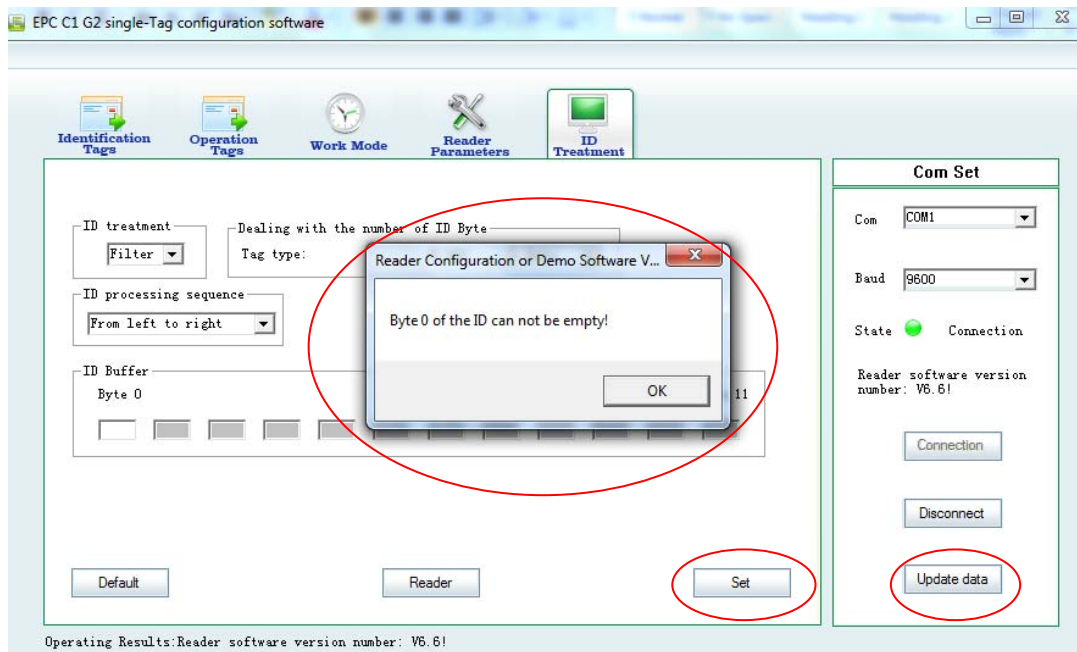 EPC C1 G2 single-Tag configuration software
Identification Tags
Operation Tags
Work Mode
Reader Parameters
ID Treatment
Com Set
ID treatment
Filter
Dealing with the number of ID Byte
Tag type:
ID processing sequence
From left to right
ID Buffer
Byte 0
11
Reader Configuration or Demo Software V...
Byte 0 of the ID can not be empty!
OK
Com
COM1
Baud
9600
State
Connection
Reader software version
number: V6.6!
Connection
Disconnect
Update data
Default
Reader
Set
Operating Results:Reader software version number: V6.6!